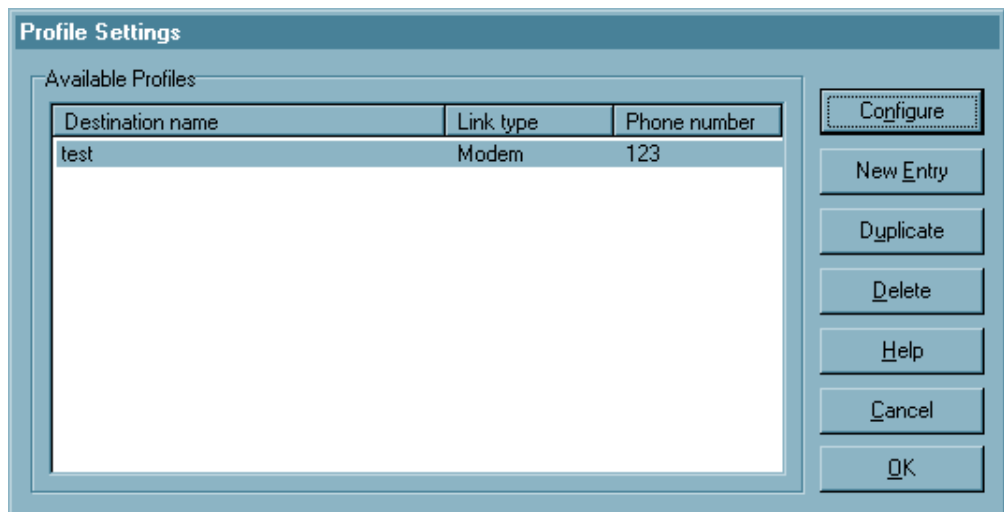 Profile Settings
Available Profiles
Destination name Link type Phone number
test Modem 123
Configure
New Entry
Duplicate
Delete
Help
Cancel
OK